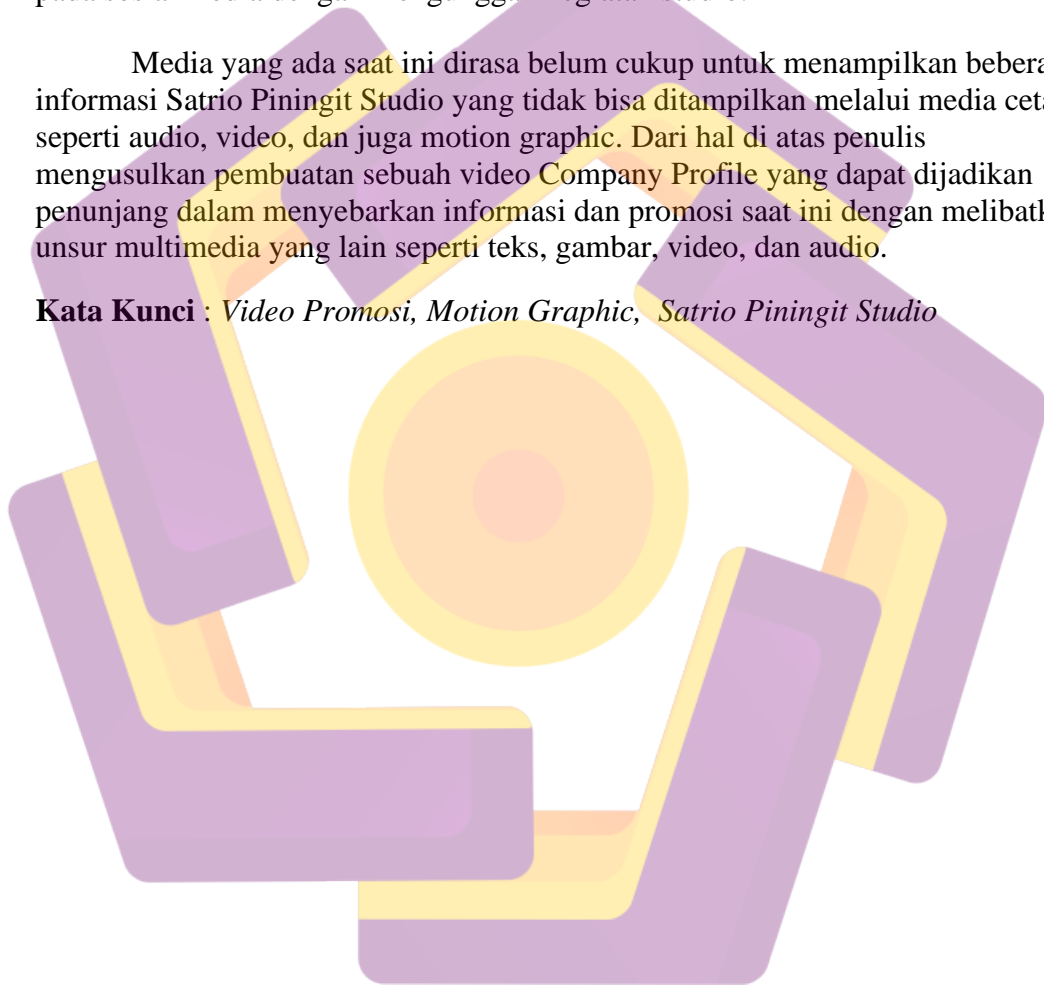 Media yang ada saat ini dirasa belum cukup untuk menampilkan
informasi Satrio Piningit Studio yang tidak bisa ditampilkan melalui media
seperti audio, video, dan juga motion graphic. Dari hal di atas penulis
mengusulkan pembuatan sebuah video Company Profile yang dapat dijadikan
penunjang dalam menyebarkan informasi dan promosi saat ini dengan
unsur multimedia yang lain seperti teks, gambar, video, dan audio.
Kata Kunci : Video Promosi, Motion Graphic, Satrio Piningit Studio